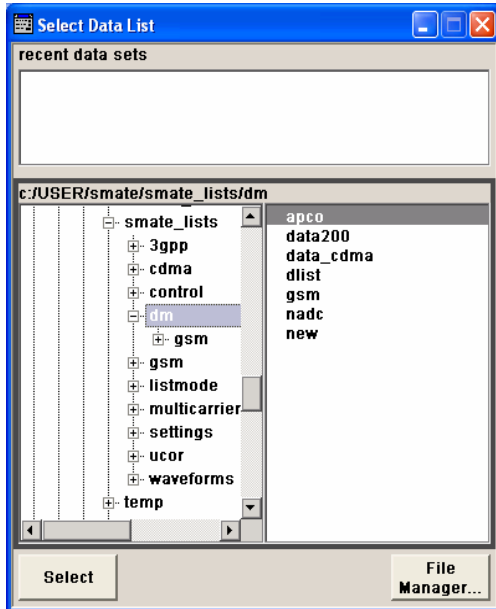 Select Data List
recent data sets
c:/USER/smate/smate_lists/dm
smate_lists
3gpp
cdma
control
dm
gsm
gsm
listmode
multicarrier
settings
ucor
waveforms
temp
apco
data200
data_cdma
dlist
gsm
nadc
new
Select
File
Manager...